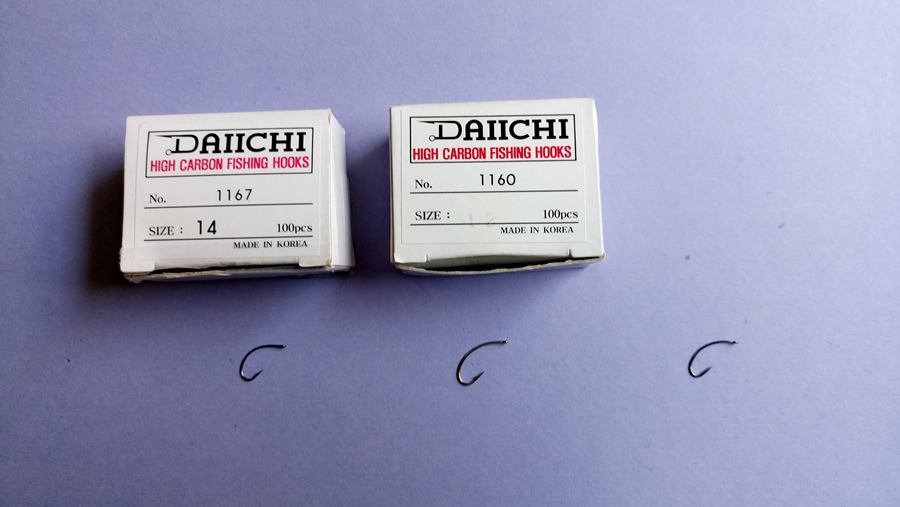 DAIICHI
HIGH CARBON FISHING HOOKS
No. 1167
SIZE : 14 100pcs
MADE IN KOREA
DAIICHI
HIGH CARBON FISHING HOOKS
No. 1160
SIZE : 100pcs
MADE IN KOREA